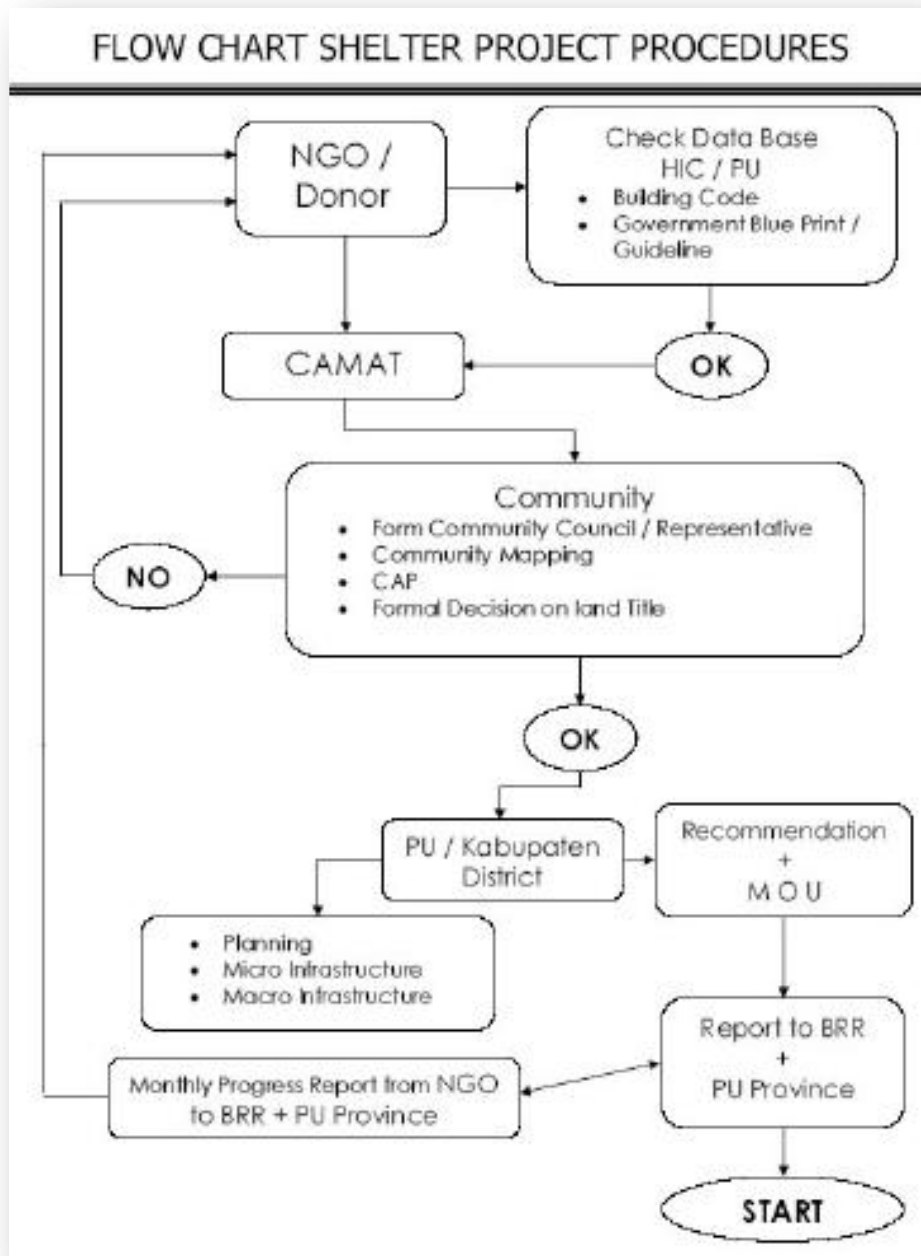 FLOW CHART SHELTER PROJECT PROCEDURES
NGO /
Donor
Check Data Base
HIC / PU
• Building Code
• Government Blue Print /
Guideline
CAMAT
OK
Community
• Form Community Council / Representative
• Community Mapping
• CAP
• Formal Decision on land Title
NO
OK
PU / Kabupaten
District
Recommendation
+
M O U
• Planning
• Micro Infrastructure
• Macro Infrastructure
Report to BRR
+
PU Province
Monthly Progress Report from NGO
to BRR + PU Province
START